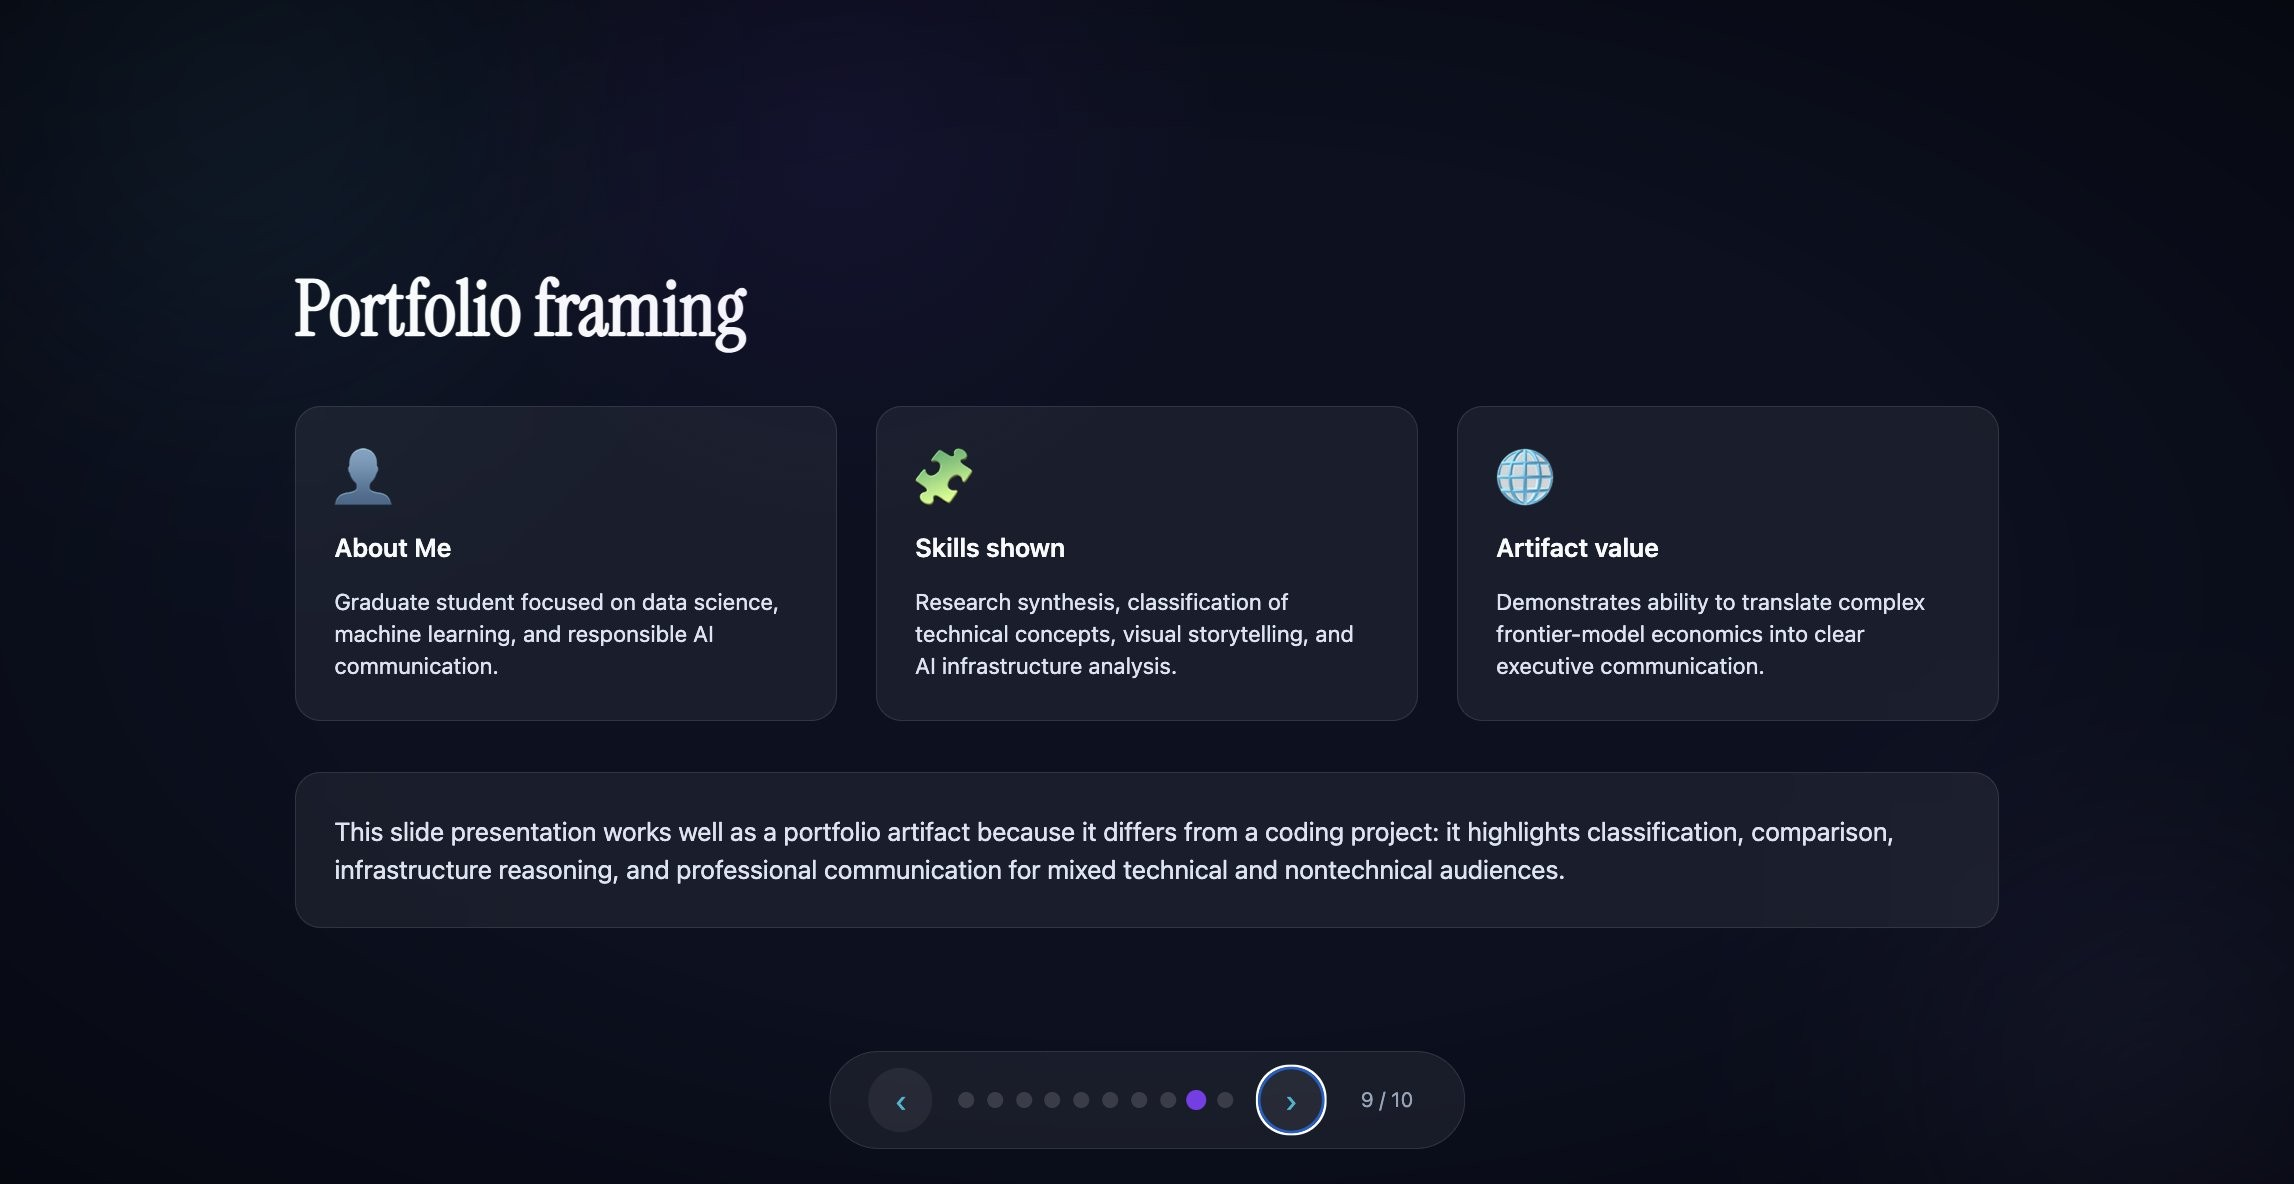 Portfolio framing
About Me
Graduate student focused on data science,
machine learning, and responsible AI
communication.
Skills shown
Research synthesis, classification of
technical concepts, visual storytelling, and
AI infrastructure analysis.
Artifact value
Demonstrates ability to translate complex
frontier-model economics into clear
executive communication.
This slide presentation works well as a portfolio artifact because it differs from a coding project: it highlights classification, comparison,
infrastructure reasoning, and professional communication for mixed technical and nontechnical audiences.
‹ › 9 / 10